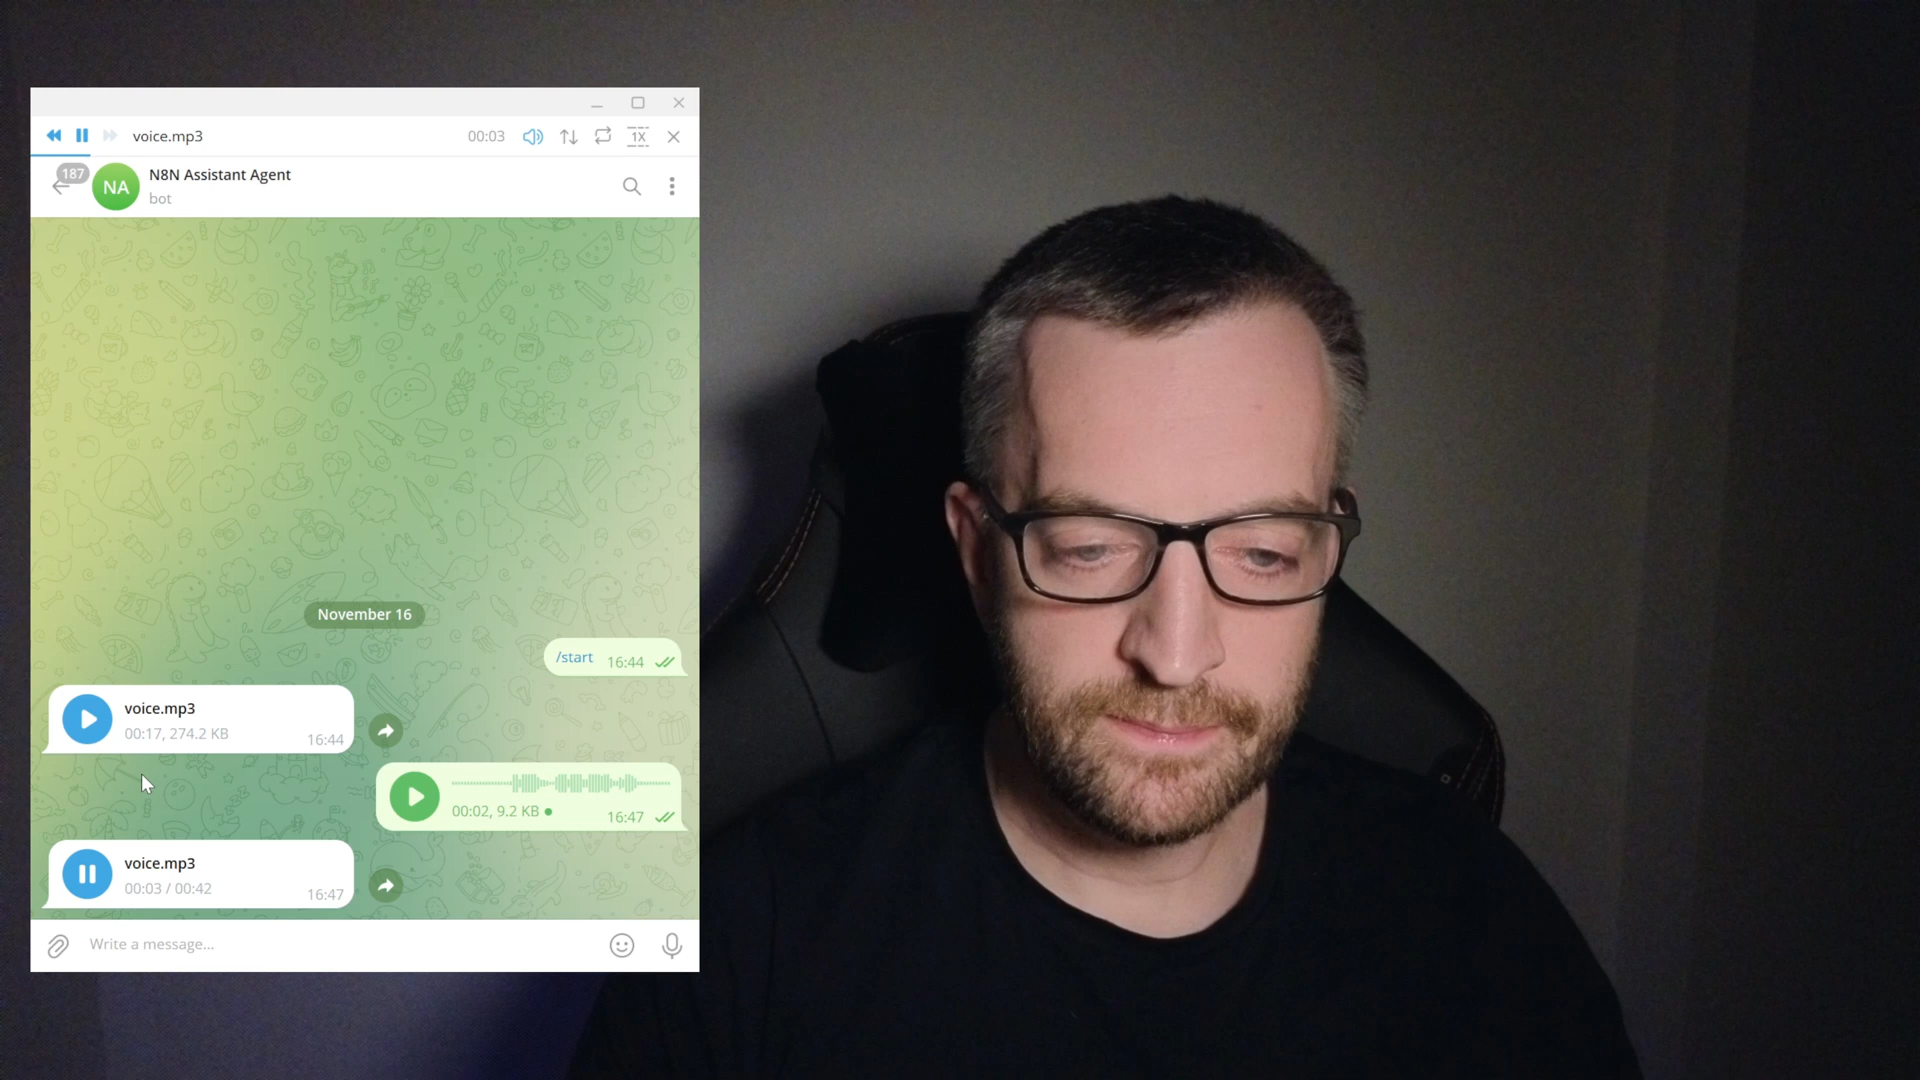 voice.mp3
00:03
1X
187
NA
N8N Assistant Agent
bot
November 16
/start 16:44
voice.mp3
00:17, 274.2 KB
16:44
00:02, 9.2 KB
16:47
voice.mp3
00:03 / 00:42
16:47
Write a message...